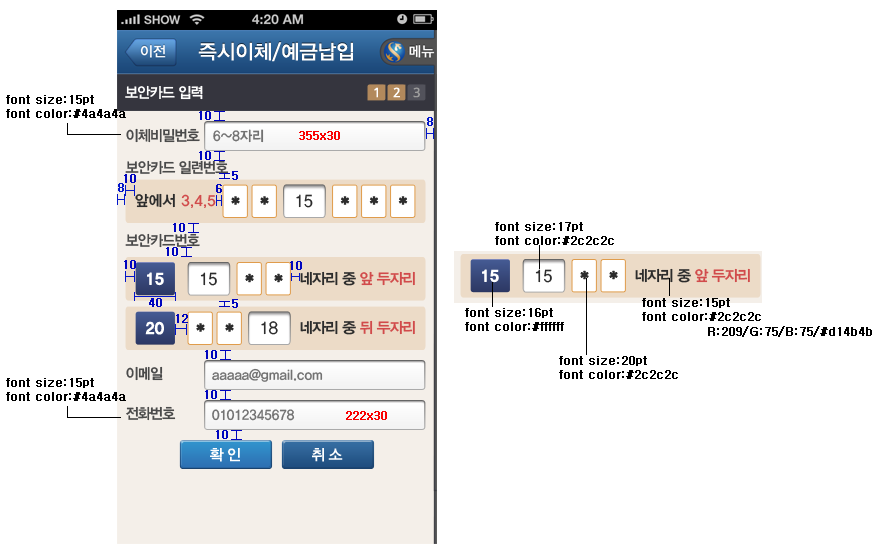 SHOW 4:20 AM
이전 즉시이체/예금납입 메뉴
보안카드 입력 1 2 3
font size:15pt
font color:#4a4a4a
10
이체비밀번호 6~8자리 355x30 8
10
보안카드 일련번호
5
10
8 6
앞에서 3,4,5 * * 15 * * *
10
보안카드번호
10
10 15 15 * * 10 네자리 중 앞 두자리
40 5
20 12 * * 18 네자리 중 뒤 두자리
10
이메일 aaaaa@gmail.com
font size:15pt
font color:#4a4a4a
10
전화번호 01012345678 222x30
10
확인 취소
font size:17pt
font color:#2c2c2c
15 15 * * 네자리 중 앞 두자리
font size:16pt
font color:#ffffff
font size:15pt
font color:#2c2c2c
R:209/G:75/B:75/#d14b4b
font size:20pt
font color:#2c2c2c